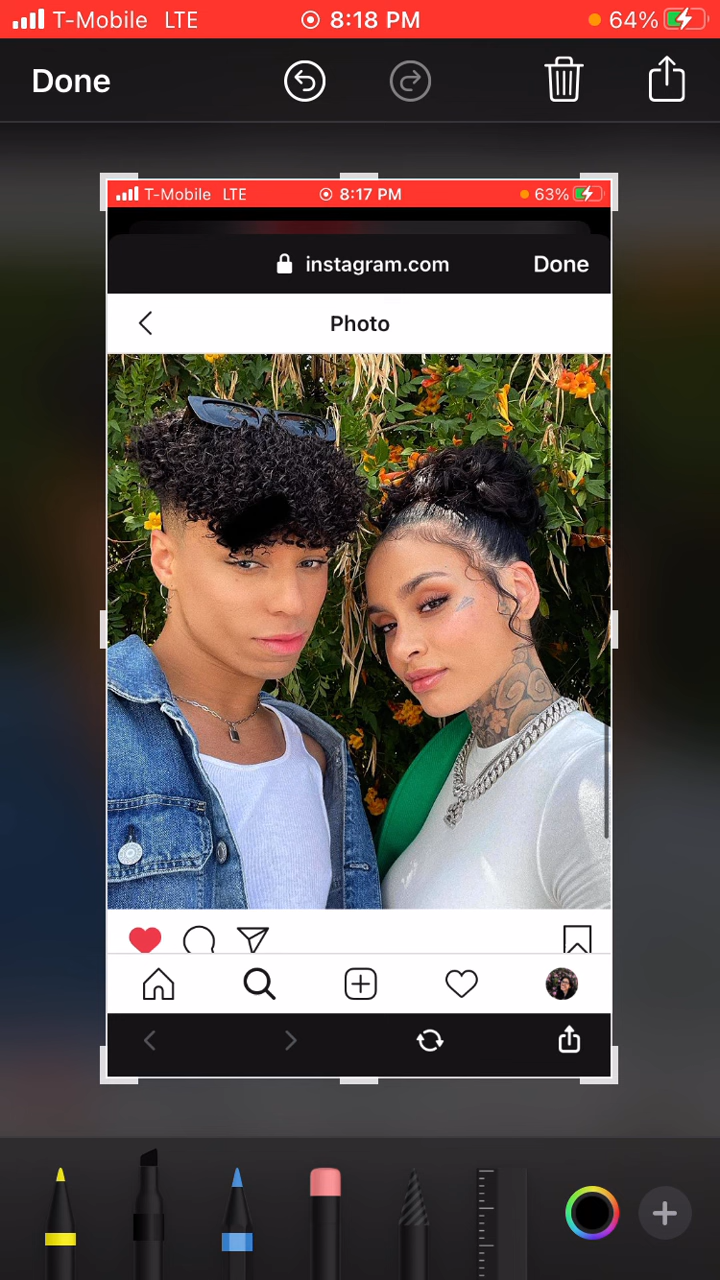 T-Mobile LTE 8:18 PM 64%
Done
T-Mobile LTE 8:17 PM 63%
instagram.com Done
Photo